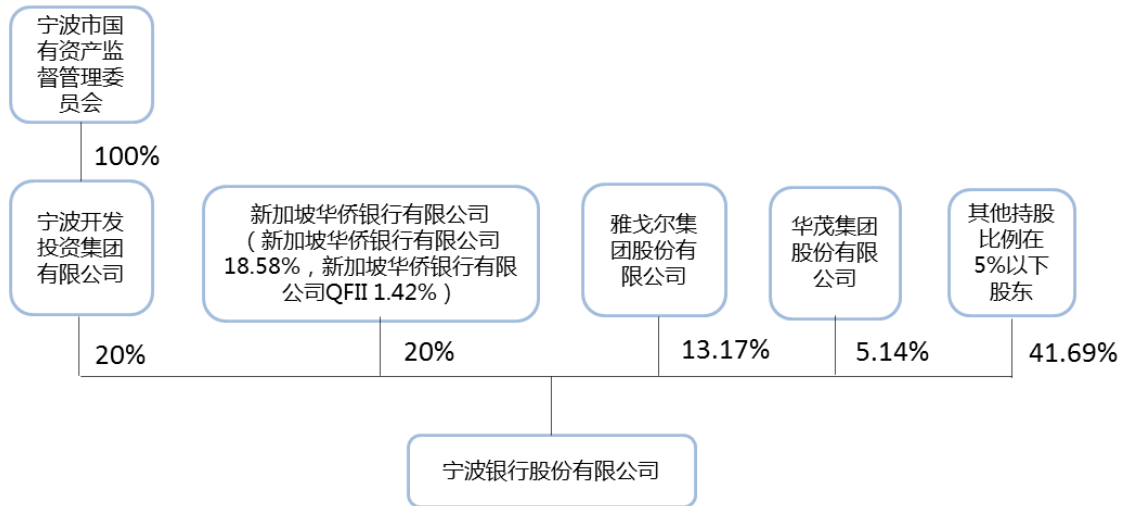 宁波市国
有资产监
督管理委
员会
100%
宁波开发
投资集团
有限公司
新加坡华侨银行有限公司
（新加坡华侨银行有限公司
18.58%，新加坡华侨银行有限
公司QFII 1.42%）
雅戈尔集
团股份有
限公司
华茂集团
股份有限
公司
其他持股
比例在
5%以下
股东
20%
20%
13.17%
5.14%
41.69%
宁波银行股份有限公司